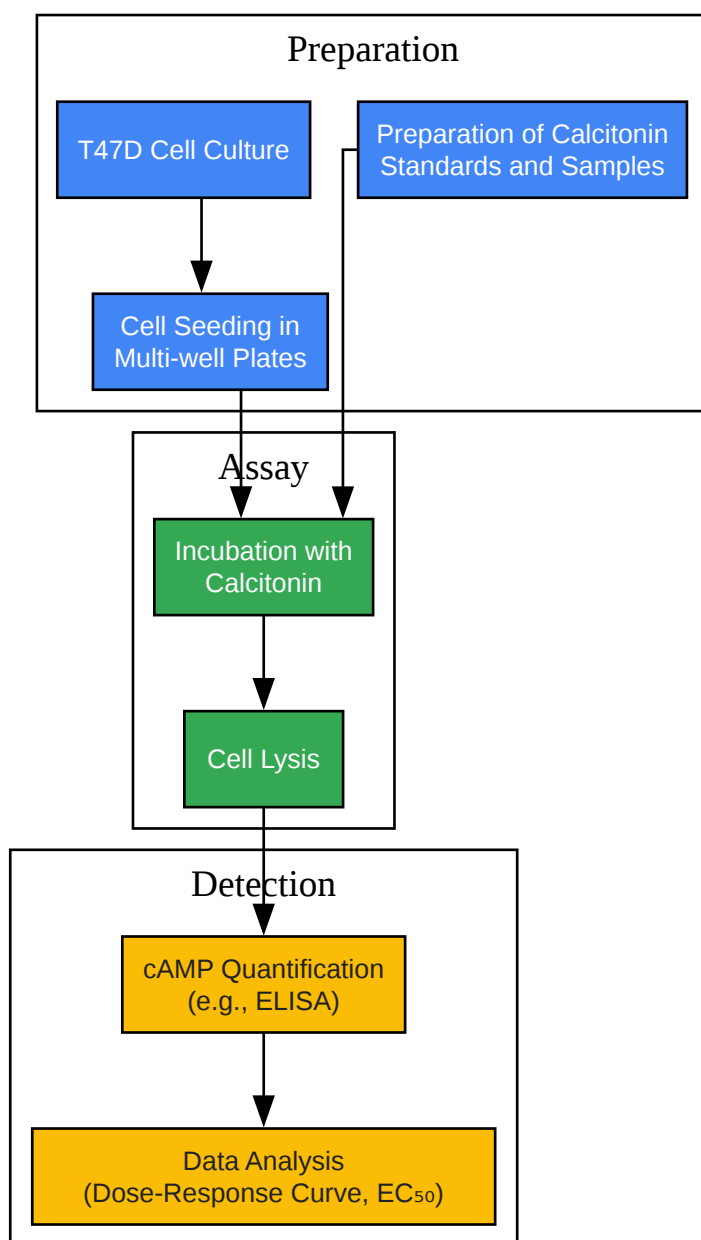 Preparation
T47D Cell Culture
Preparation of Calcitonin
Standards and Samples
Cell Seeding in
Multi-well Plates
Assay
Incubation with
Calcitonin
Cell Lysis
Detection
cAMP Quantification
(e.g., ELISA)
Data Analysis
(Dose-Response Curve, EC₅₀)